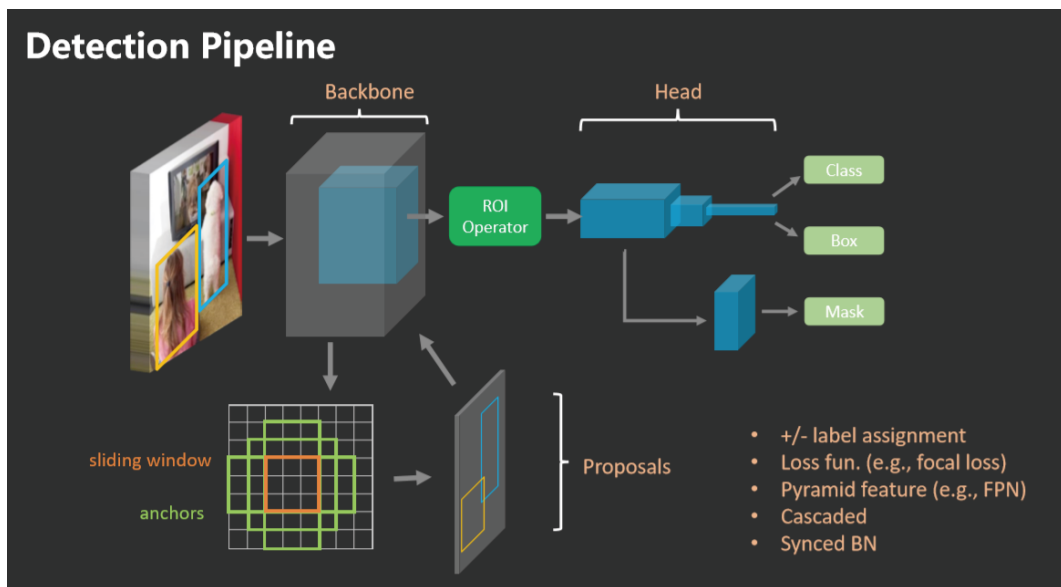 Detection Pipeline
Backbone
Head
ROI
Operator
Class
Box
Mask
sliding window
anchors
Proposals
• +/- label assignment
• Loss fun. (e.g., focal loss)
• Pyramid feature (e.g., FPN)
• Cascaded
• Synced BN